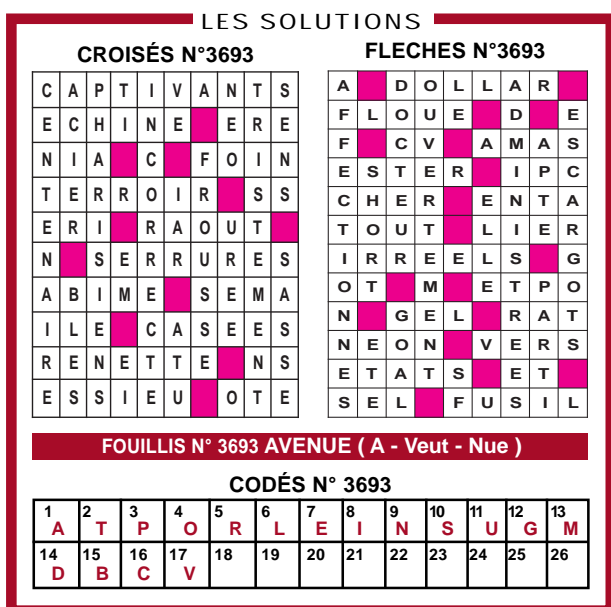 LES SOLUTIONS
CROISÉS N°3693
C A P T I V A N T S
E C H I N E E R E
N I A C F O I N
T E R R O I R S S
E R I R A O U T
N S E R R U R E S
A B I M E S E M A
I L E C A S E E S
R E N E T T E N S
E S S I E U O T E
FLECHES N°3693
A D O L L A R
F L O U E D E
F C V A M A S
E S T E R I P C
C H E R E N T A
T O U T L I E R
I R R E E L S G
O T M E T P O
N G E L R A T
N E O N V E R S
E T A T S E T
S E L F U S I L
FOUILLIS N° 3693 AVENUE ( A - Veut - Nue )
CODÉS N° 3693
1 2 3 4 5 6 7 8 9 10 11 12 13
A T P O R L E I N S U G M
14 15 16 17 18 19 20 21 22 23 24 25 26
D B C V